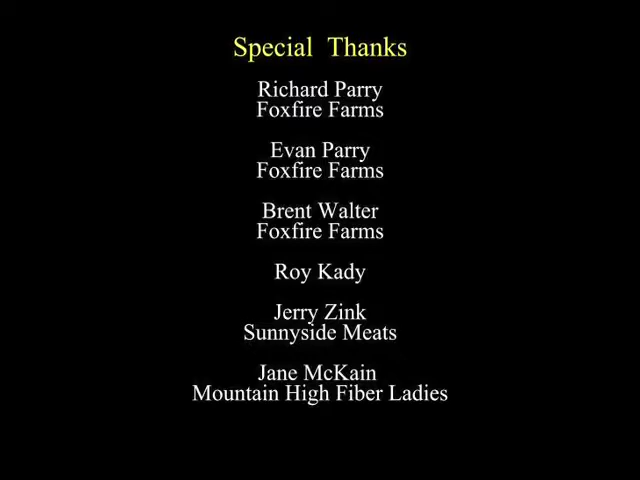 Special Thanks
Richard Parry
Foxfire Farms
Evan Parry
Foxfire Farms
Brent Walter
Foxfire Farms
Roy Kady
Jerry Zink
Sunnyside Meats
Jane McKain
Mountain High Fiber Ladies